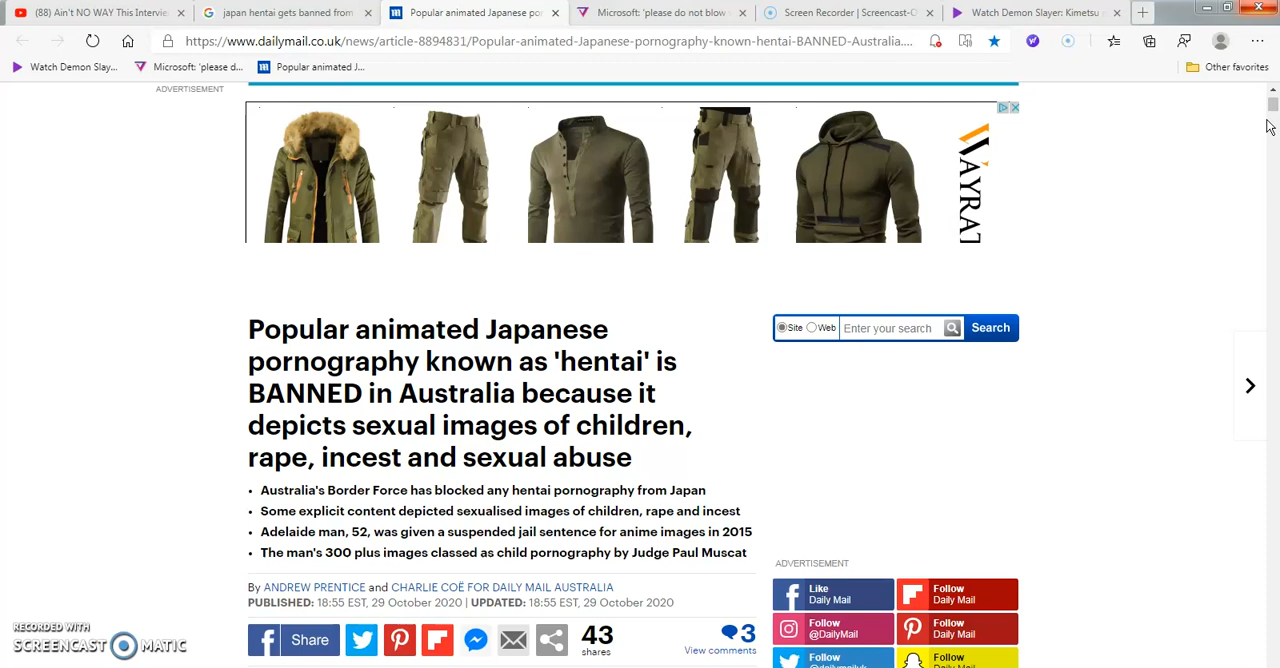 (88) Ain't NO WAY This Intervie
japan hentai gets banned from
Popular animated Japanese po
Microsoft: 'please do not blow
Screen Recorder | Screencast-O
Watch Demon Slayer: Kimetsu
https://www.dailymail.co.uk/news/article-8894831/Popular-animated-Japanese-pornography-known-hentai-BANNED-Australia....
Watch Demon Slay...
Microsoft: 'please d...
Popular animated J...
Other favorites
ADVERTISEMENT
WAYRAT
Popular animated Japanese
pornography known as 'hentai' is
BANNED in Australia because it
depicts sexual images of children,
rape, incest and sexual abuse
Site
Web
Enter your search
Search
• Australia's Border Force has blocked any hentai pornography from Japan
• Some explicit content depicted sexualised images of children, rape and incest
• Adelaide man, 52, was given a suspended jail sentence for anime images in 2015
• The man's 300 plus images classed as child pornography by Judge Paul Muscat
By ANDREW PRENTICE and CHARLIE COË FOR DAILY MAIL AUSTRALIA
PUBLISHED: 18:55 EST, 29 October 2020 | UPDATED: 18:55 EST, 29 October 2020
Share
43
shares
3
View comments
ADVERTISEMENT
Like
Daily Mail
Follow
Daily Mail
Follow
@DailyMail
Follow
Daily Mail
Follow
@dailymailuk
Follow
Daily Mail
RECORDED WITH
SCREENCAST MATIC